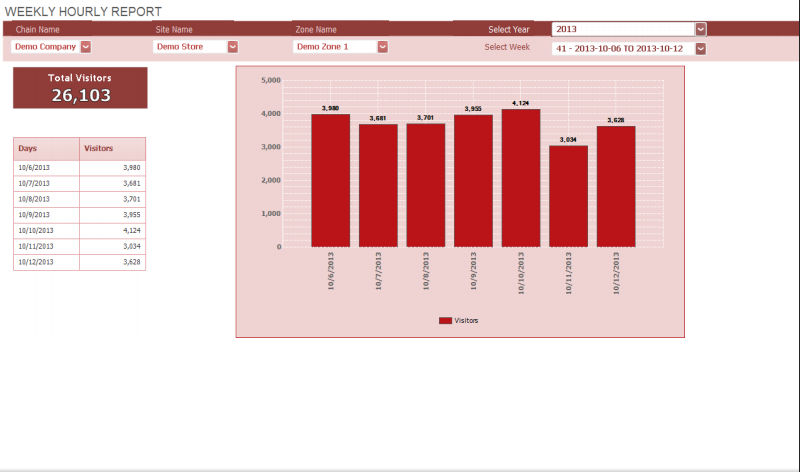 WEEKLY HOURLY REPORT
Chain Name Site Name Zone Name Select Year 2013
Demo Company Demo Store Demo Zone 1 Select Week 41 - 2013-10-06 TO 2013-10-12
Total Visitors
26,103
Days Visitors
10/6/2013 3,980
10/7/2013 3,681
10/8/2013 3,701
10/9/2013 3,955
10/10/2013 4,124
10/11/2013 3,034
10/12/2013 3,628
5,000
4,000
3,000
2,000
1,000
0
3,980 3,681 3,701 3,955 4,124 3,034 3,628
10/6/2013 10/7/2013 10/8/2013 10/9/2013 10/10/2013 10/11/2013 10/12/2013
Visitors